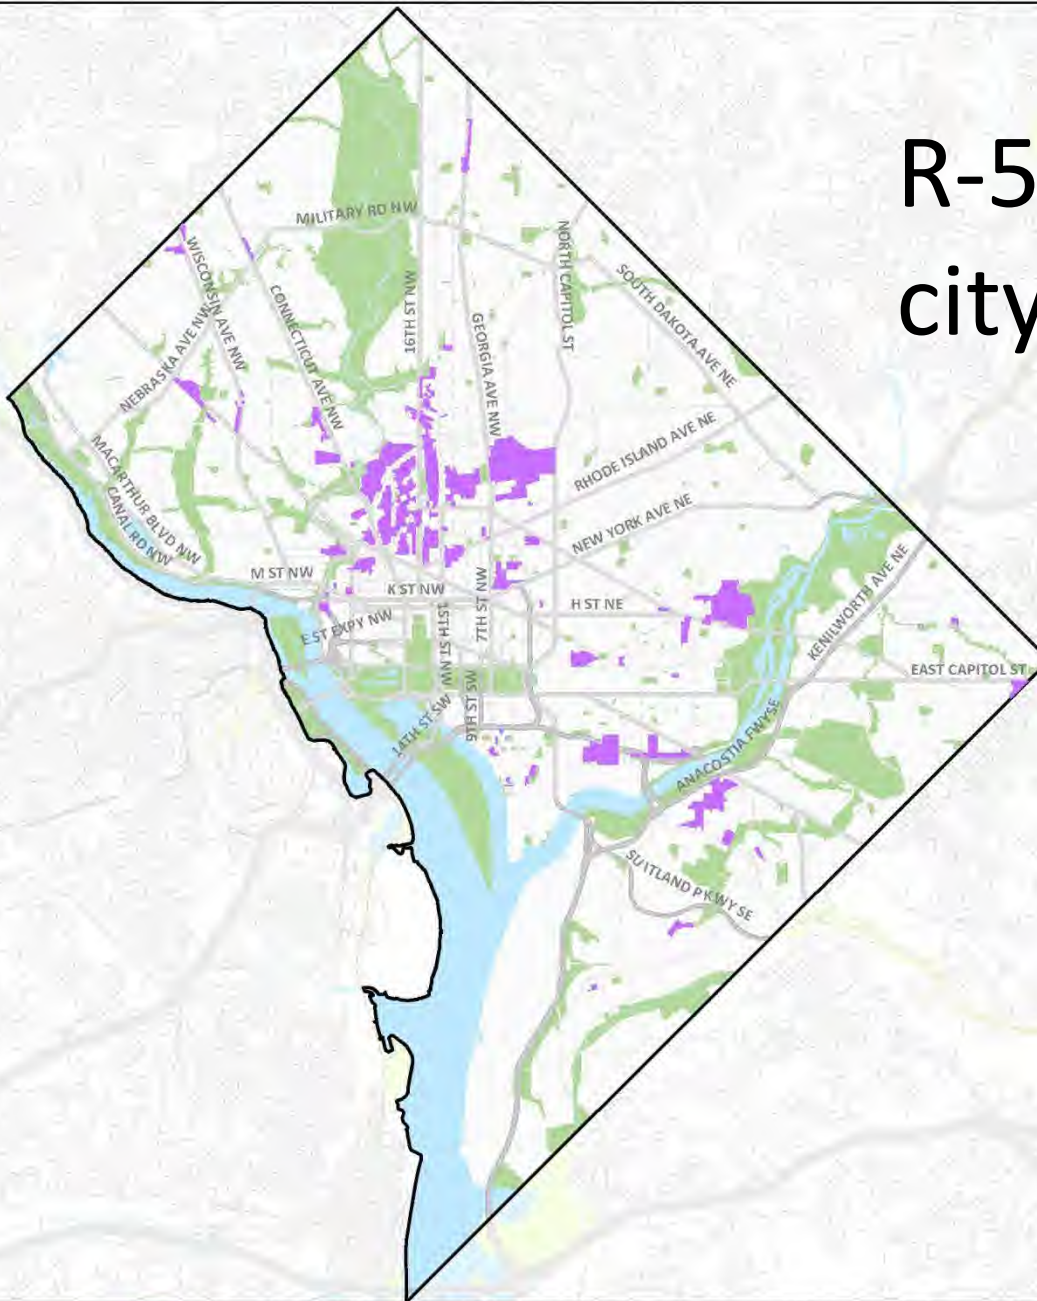 R-5
city
MILITARY RD NW
WISCONSIN AVE NW
NORTH CAPITOL ST
SOUTH DAKOTA AVE NE
16TH ST NW
CONNECTICUT AVE NW
GEORGIA AVE NW
NEBRASKA AVE NW
RHODE ISLAND AVE NE
MACARTHUR BLVD NW
CANAL RD NW
NEW YORK AVE NE
M ST NW
K ST NW
7TH ST NW
H ST NE
KENILWORTH AVE NE
E ST EXPY NW
15TH ST NW
EAST CAPITOL ST
9TH ST SW
14TH ST SW
ANACOSTIA FWYSE
SUITLAND PKWY SE